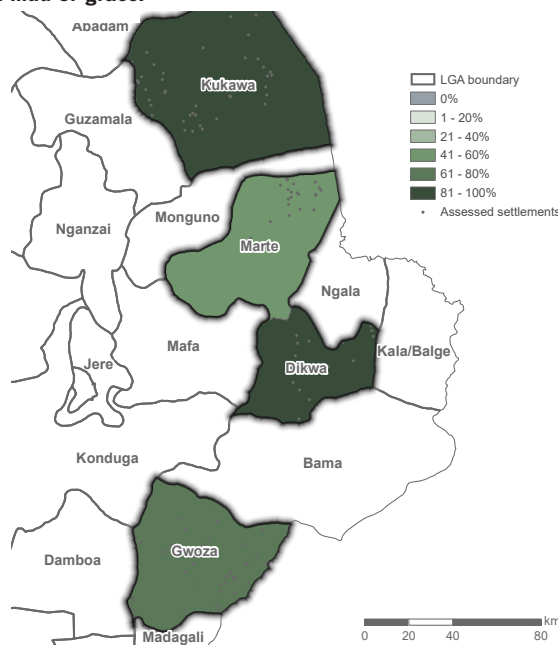 Abadam
Kukawa
Guzamala
LGA boundary
0%
1 - 20%
21 - 40%
41 - 60%
61 - 80%
81 - 100%
Assessed settlements
Monguno
Nganzai
Marte
Ngala
Mafa
Jere
Dikwa
Kala/Balge
Konduga
Bama
Gwoza
Damboa
Madagali
km
0 20 40 80